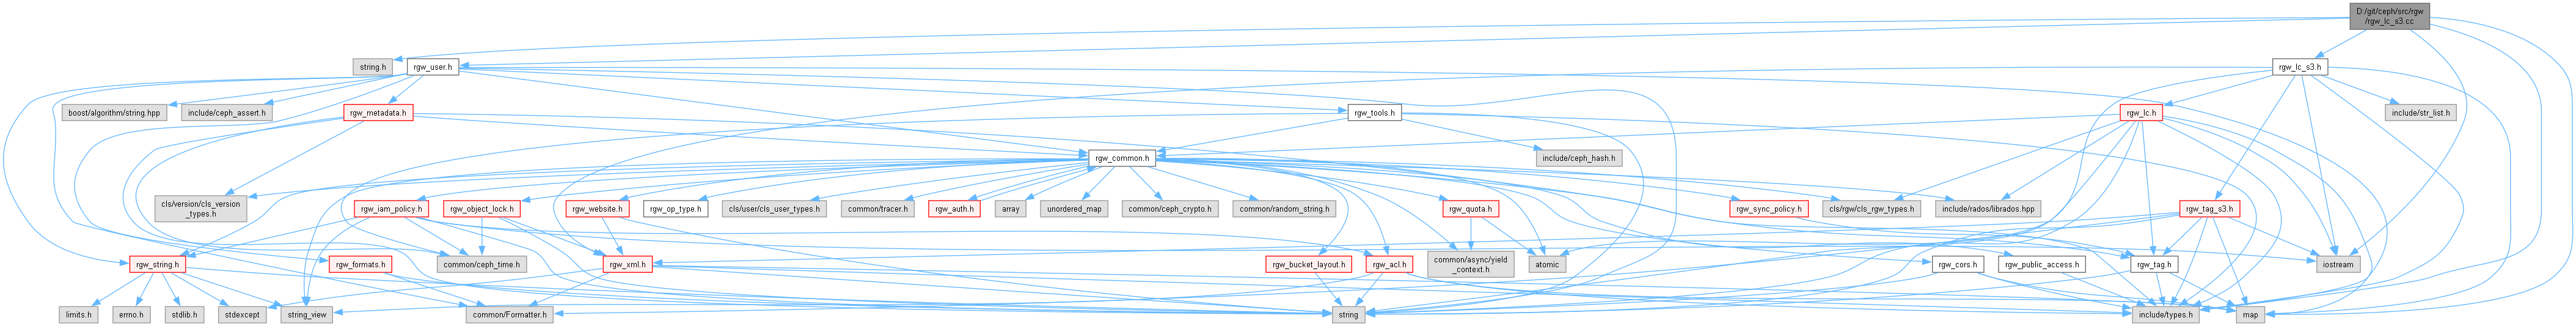 D:/git/ceph/src/rgw
/rgw_lc_s3.cc
string.h
rgw_user.h
rgw_lc_s3.h
boost/algorithm/string.hpp
include/ceph_assert.h
rgw_metadata.h
rgw_tools.h
rgw_lc.h
include/str_list.h
rgw_common.h
include/ceph_hash.h
cls/version/cls_version
_types.h
rgw_iam_policy.h
rgw_object_lock.h
rgw_website.h
rgw_op_type.h
cls/user/cls_user_types.h
common/tracer.h
rgw_auth.h
array
unordered_map
common/ceph_crypto.h
common/random_string.h
rgw_quota.h
rgw_sync_policy.h
cls/rgw/cls_rgw_types.h
include/rados/librados.hpp
rgw_tag_s3.h
rgw_string.h
rgw_formats.h
common/ceph_time.h
rgw_xml.h
rgw_bucket_layout.h
rgw_acl.h
common/async/yield
_context.h
atomic
rgw_cors.h
rgw_public_access.h
rgw_tag.h
iostream
limits.h
errno.h
stdlib.h
stdexcept
string_view
common/Formatter.h
string
include/types.h
map